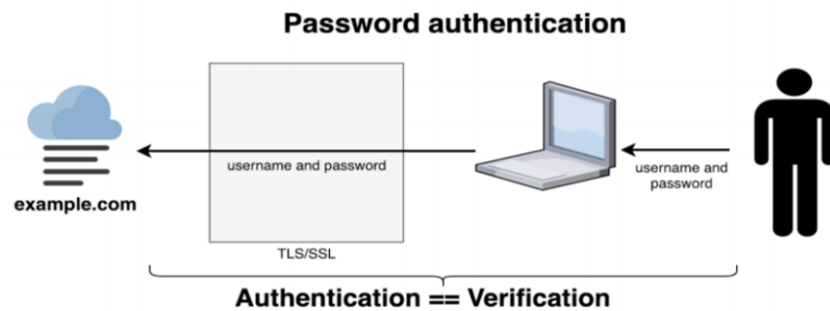 Password authentication
username and password
username and
password
example.com
TLS/SSL
Authentication == Verification